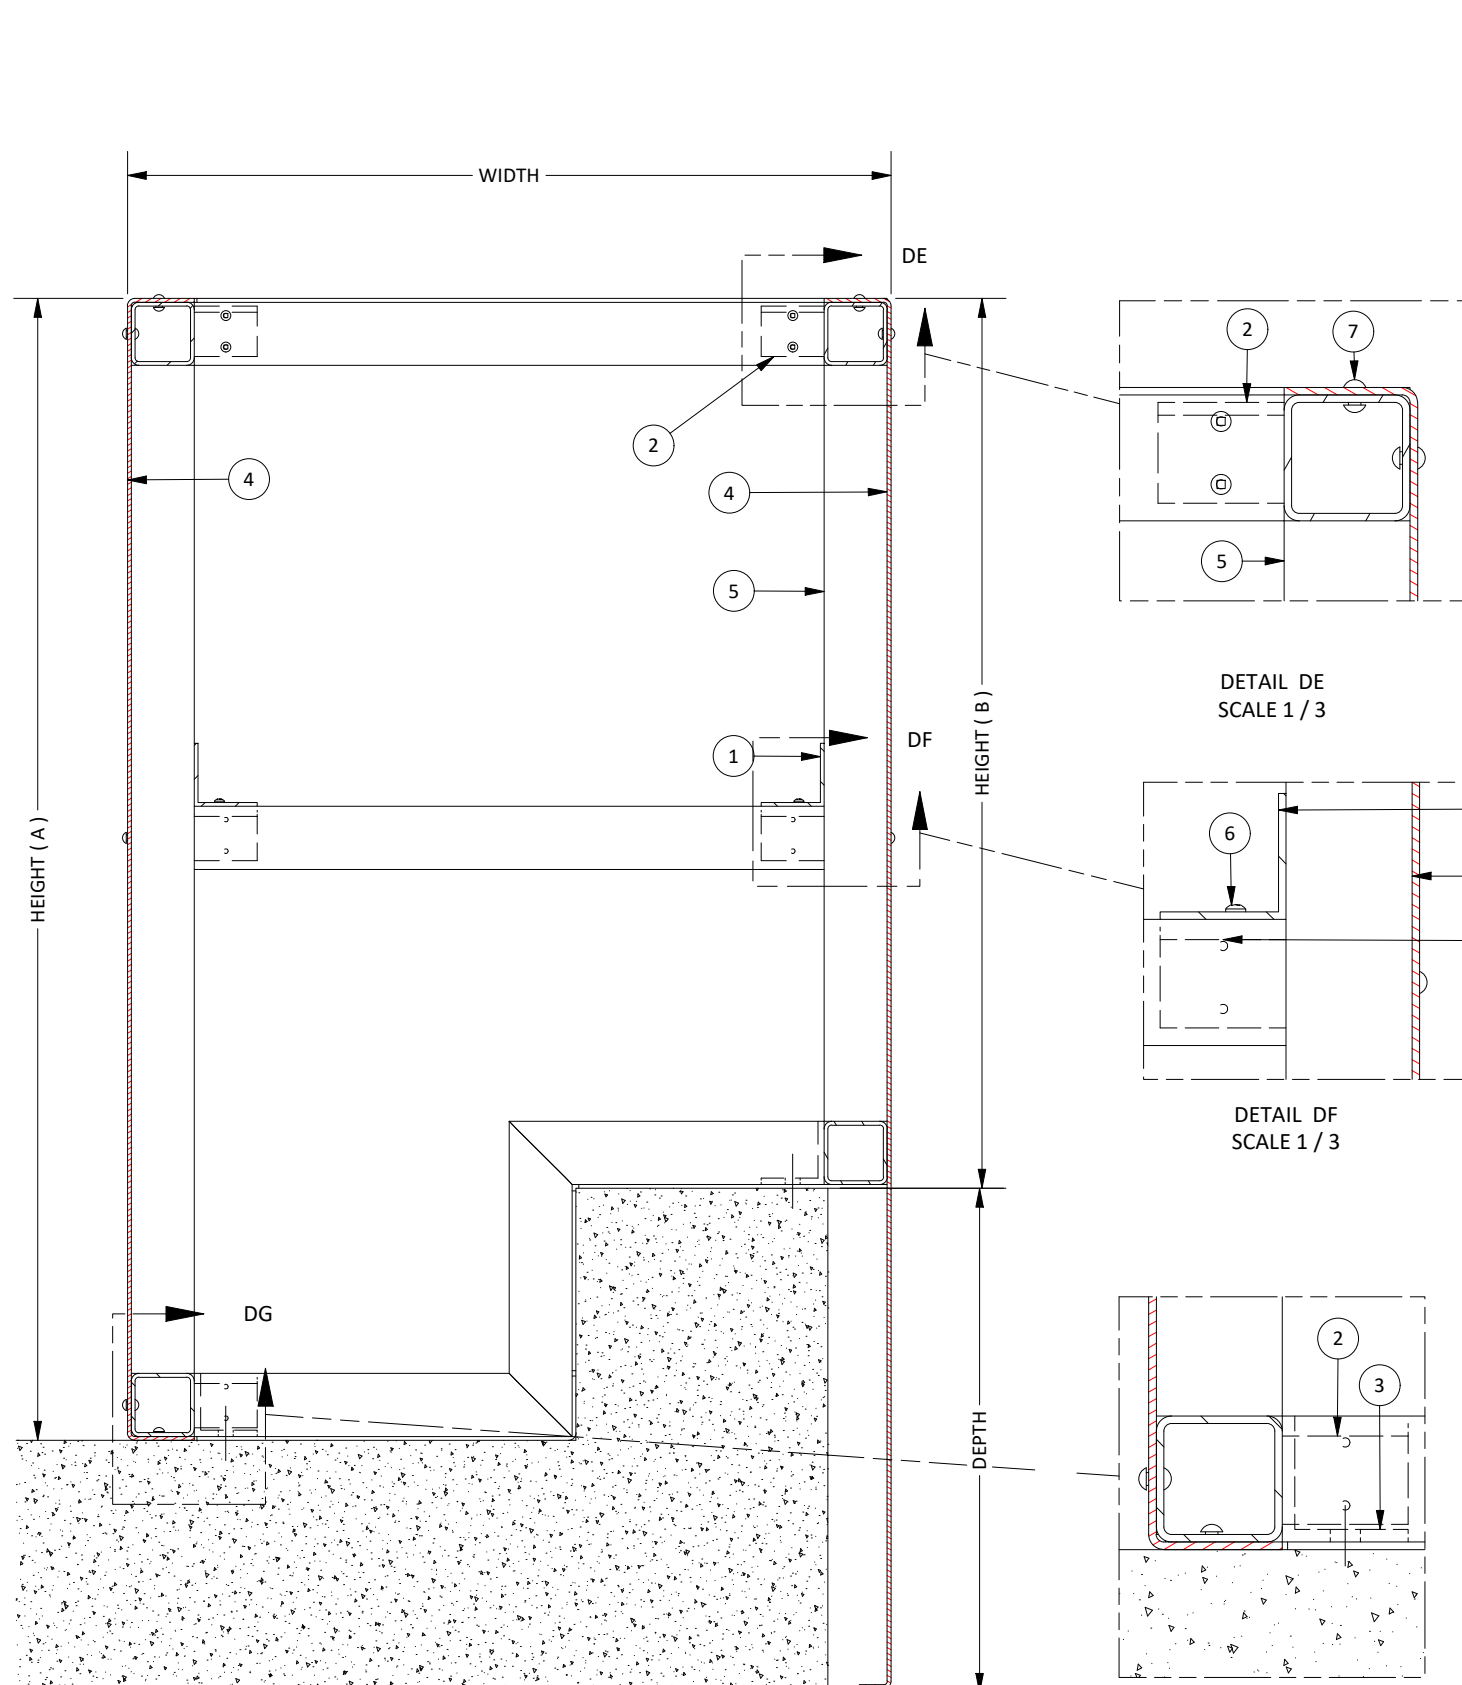 WIDTH
DE
2
7
2
4
4
5
5
DETAIL DE
SCALE 1 / 3
HEIGHT ( B )
DF
1
HEIGHT ( A )
6
DETAIL DF
SCALE 1 / 3
DG
2
3
DEPTH